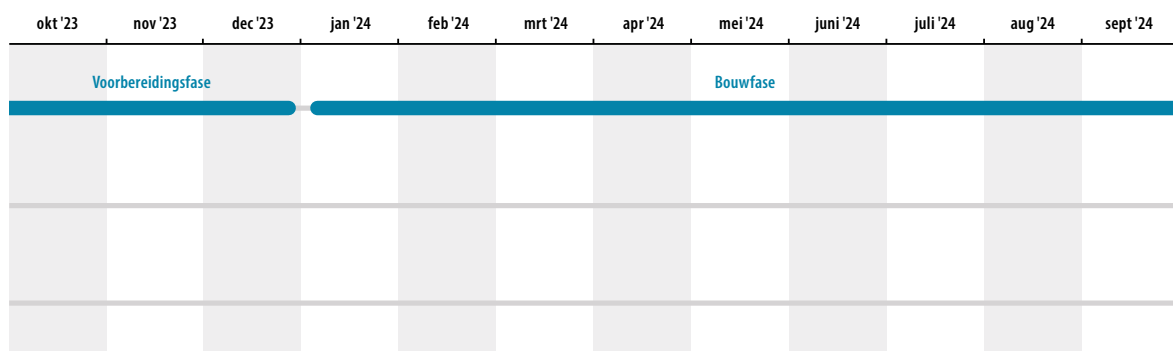 okt '23 nov '23 dec '23 jan '24 feb '24 mrt '24 apr '24 mei '24 juni '24 juli '24 aug '24 sept '24
Voorbereidingsfase Bouwfase